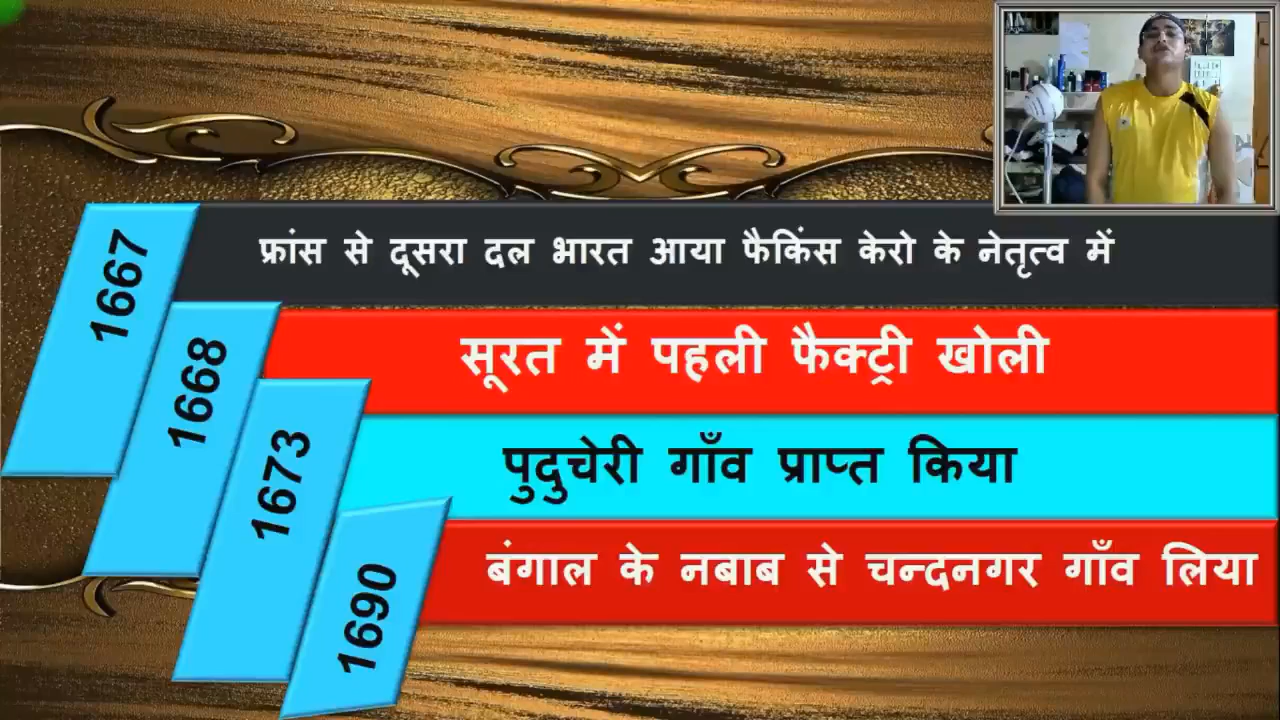 1667
फ्रांस से दूसरा दल भारत आया फैकिंस केरो के नेतृत्व में
1668
सूरत में पहली फैक्ट्री खोली
1673
पुदुचेरी गाँव प्राप्त किया
1690
बंगाल के नबाब से चन्दनगर गाँव लिया